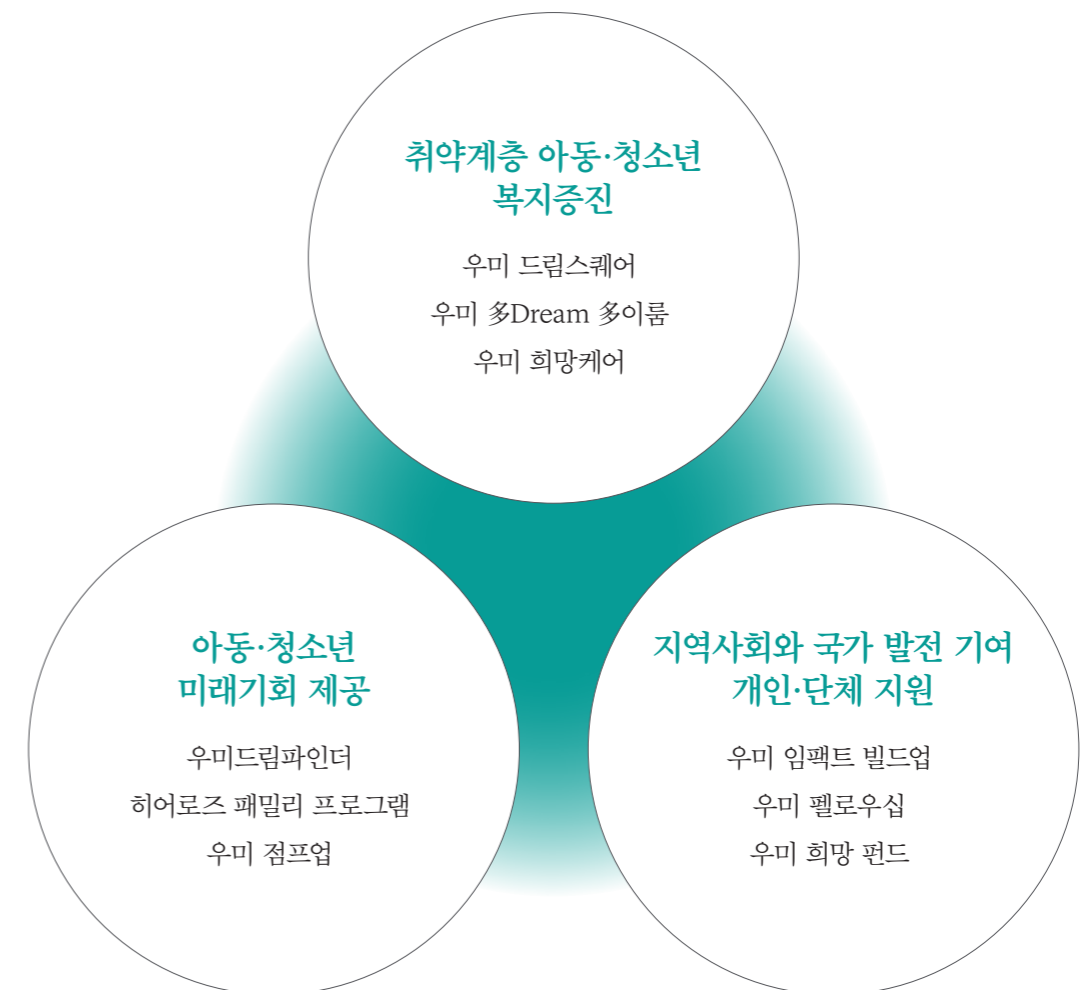 취약계층 아동·청소년
복지증진
우미 드림스퀘어
우미 多Dream 多이룸
우미 희망케어
아동·청소년
미래기회 제공
우미드림파인더
히어로즈 패밀리 프로그램
우미 점프업
지역사회와 국가 발전 기여
개인·단체 지원
우미 임팩트 빌드업
우미 펠로우십
우미 희망 펀드